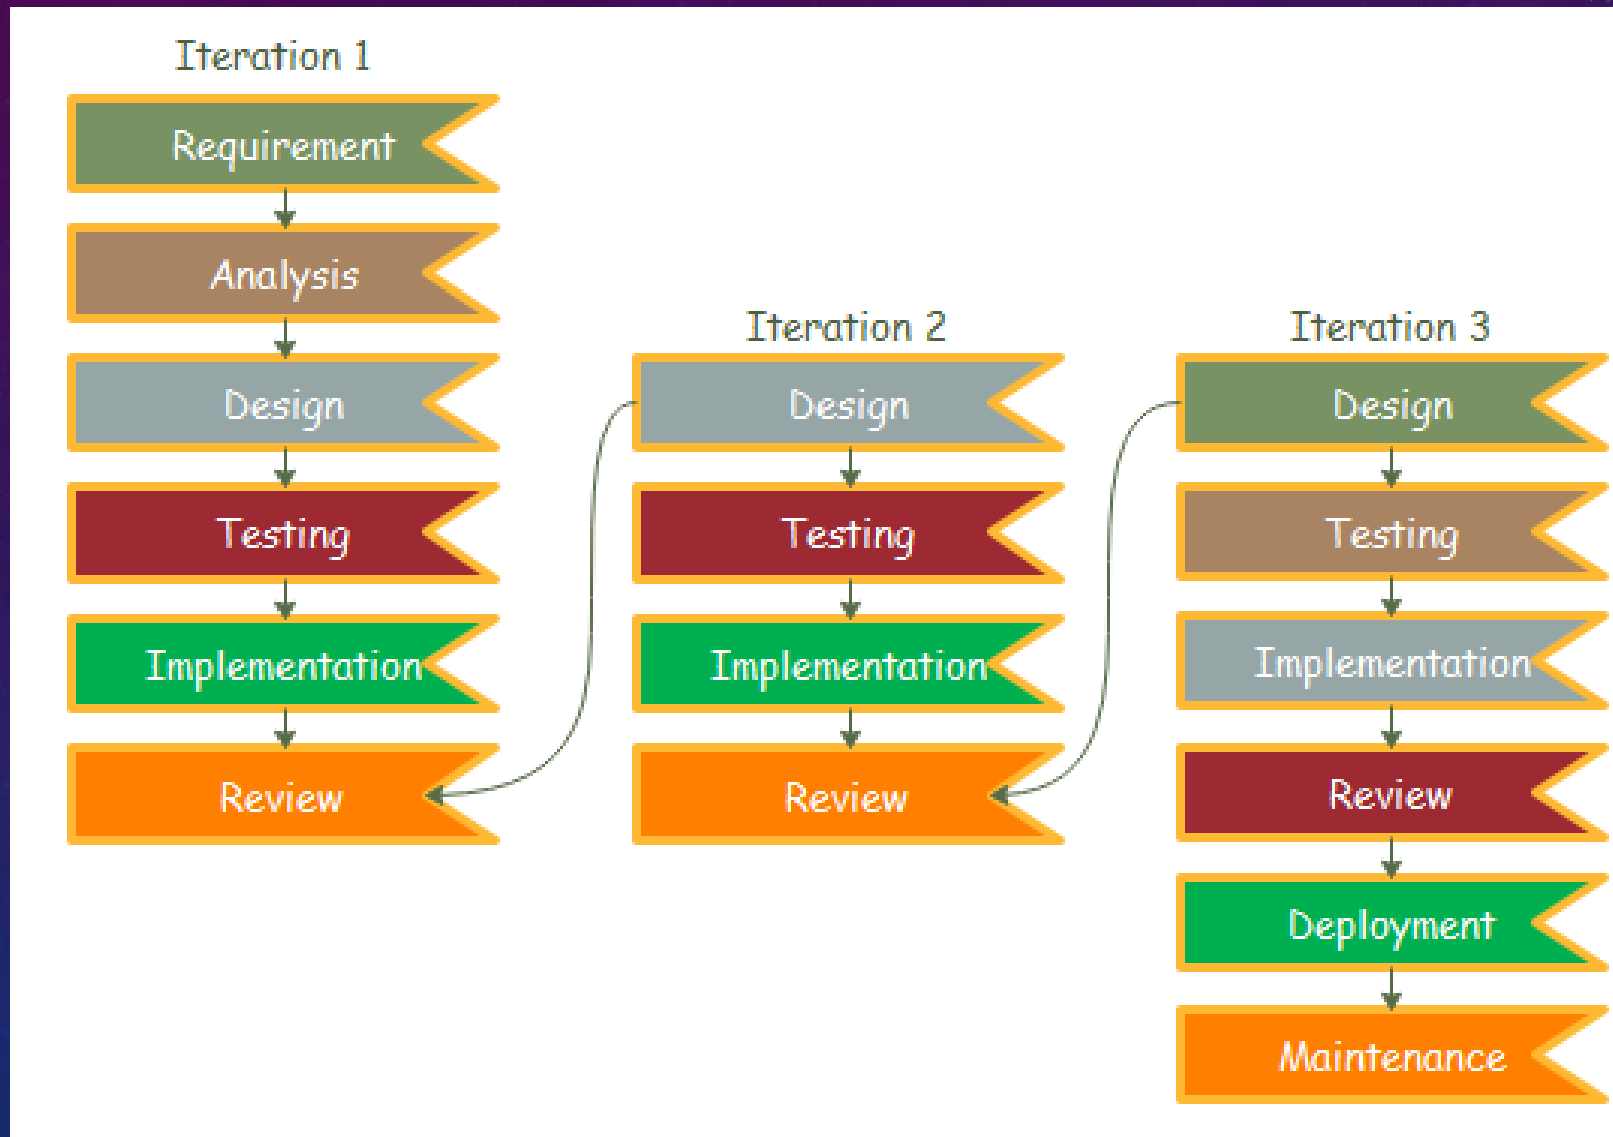 Iteration 1
Requirement
Analysis
Design
Testing
Implementation
Review
Iteration 2
Design
Testing
Implementation
Review
Iteration 3
Design
Testing
Implementation
Review
Deployment
Maintenance